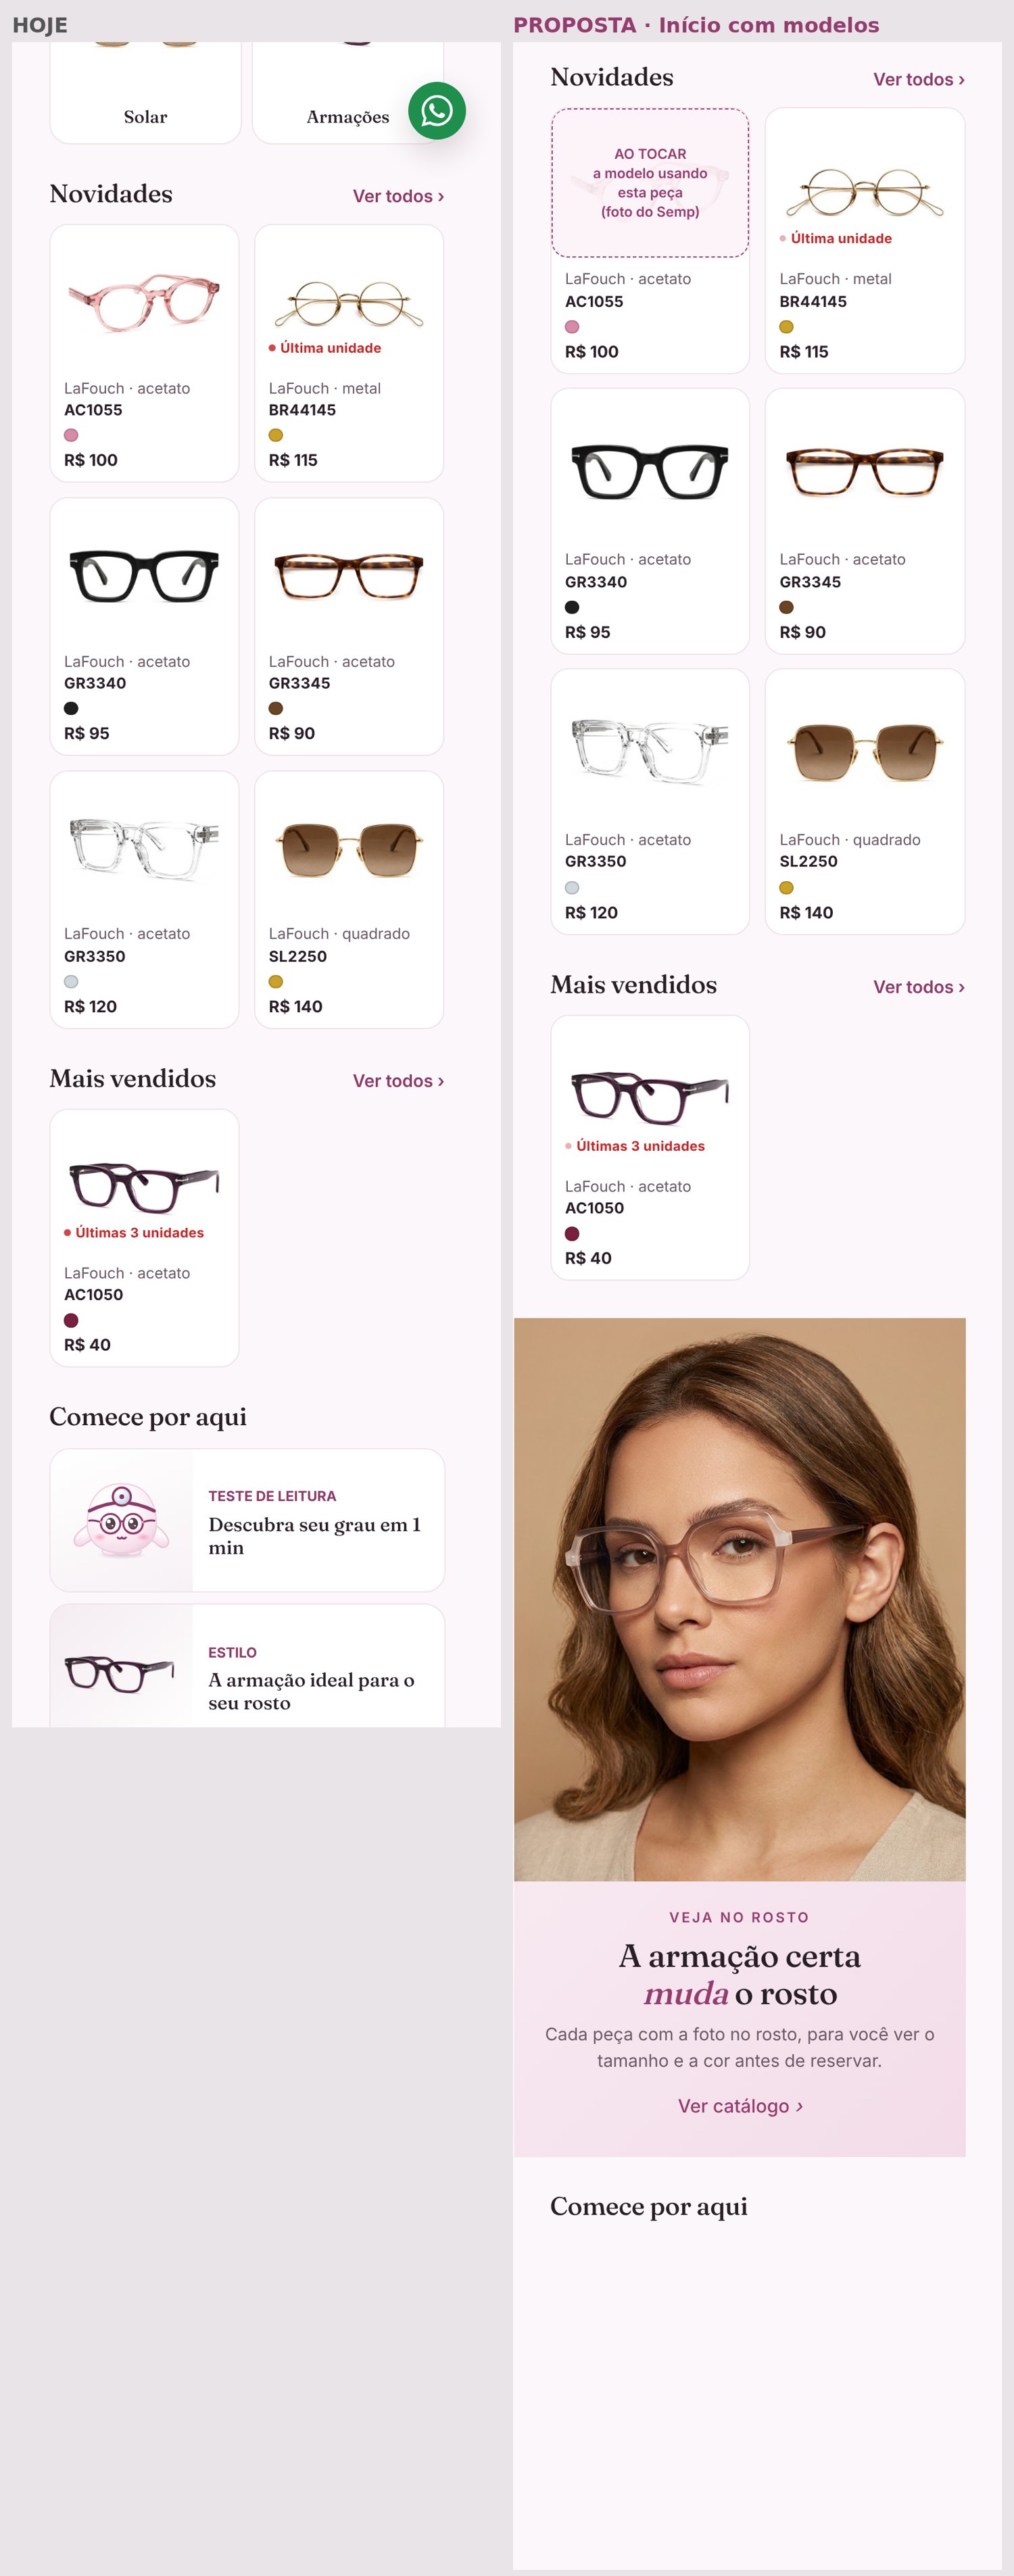 HOJE
Solar
Armações
Novidades
Ver todos ›
LaFouch · acetato
AC1055
R$ 100
Última unidade
LaFouch · metal
BR44145
R$ 115
LaFouch · acetato
GR3340
R$ 95
LaFouch · acetato
GR3345
R$ 90
LaFouch · acetato
GR3350
R$ 120
LaFouch · quadrado
SL2250
R$ 140
Mais vendidos
Ver todos ›
Últimas 3 unidades
LaFouch · acetato
AC1050
R$ 40
Comece por aqui
TESTE DE LEITURA
Descubra seu grau em 1
min
ESTILO
A armação ideal para o
seu rosto
PROPOSTA · Início com modelos
Novidades
Ver todos ›
AO TOCAR
a modelo usando
esta peça
(foto do Semp)
LaFouch · acetato
AC1055
R$ 100
Última unidade
LaFouch · metal
BR44145
R$ 115
LaFouch · acetato
GR3340
R$ 95
LaFouch · acetato
GR3345
R$ 90
LaFouch · acetato
GR3350
R$ 120
LaFouch · quadrado
SL2250
R$ 140
Mais vendidos
Ver todos ›
Últimas 3 unidades
LaFouch · acetato
AC1050
R$ 40
VEJA NO ROSTO
A armação certa
muda o rosto
Cada peça com a foto no rosto, para você ver o
tamanho e a cor antes de reservar.
Ver catálogo ›
Comece por aqui